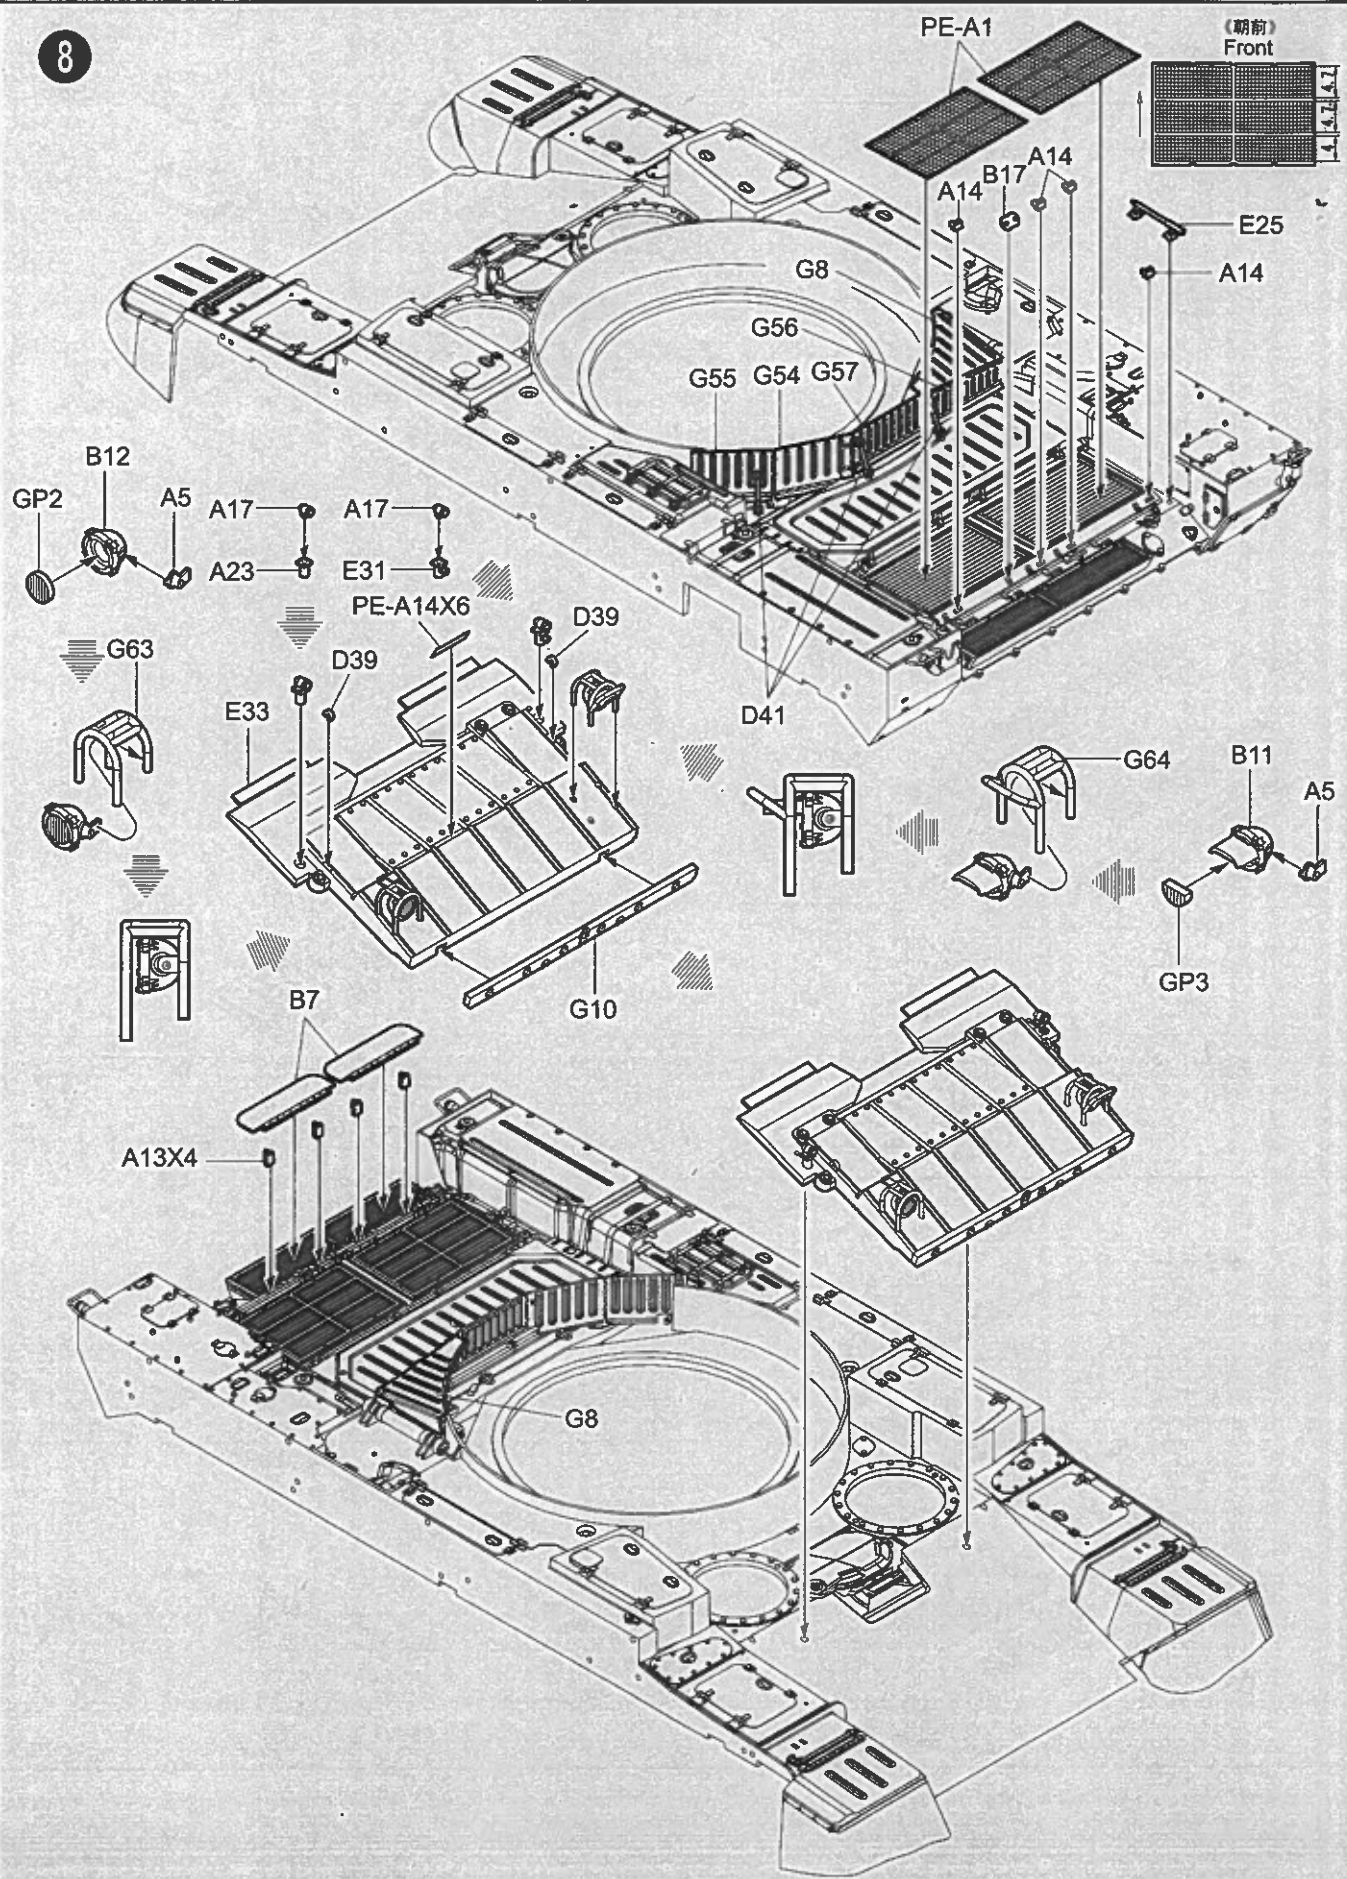 8
PE-A1
《朝前》
Front
4.7
4.7
4
A14
B17
A14
E25
A14
G8
G56
G55
G54
G57
B12
GP2
A5
A17
A17
A23
E31
PE-A14X6
D39
G63
D39
E33
D41
G64
B11
A5
GP3
G10
B7
A13X4
G8